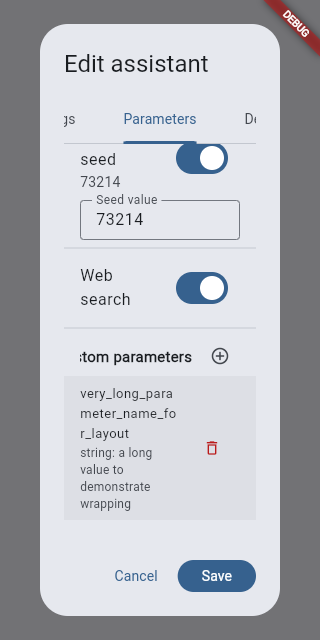 DEBUG
Edit assistant
gs Parameters De
seed
73214
Seed value
73214
Web
search
tom parameters
very_long_para
meter_name_fo
r_layout
string: a long
value to
demonstrate
wrapping
Cancel Save